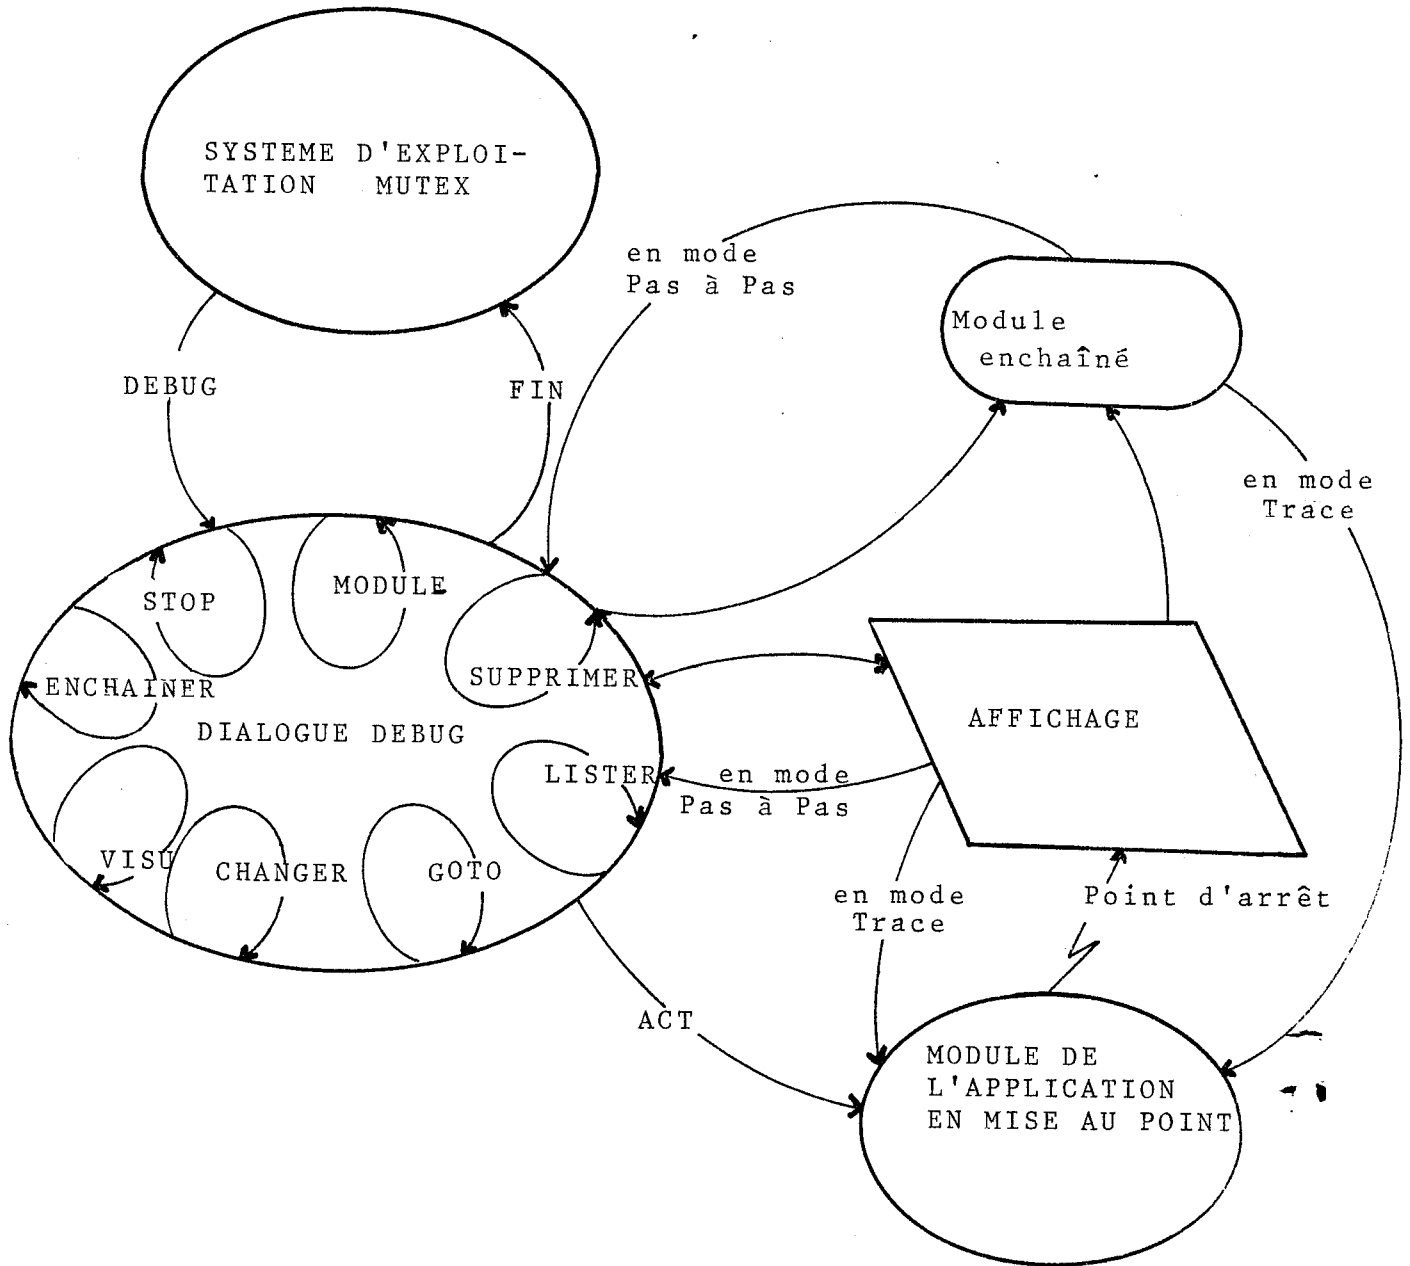 SYSTEME D'EXPLOI-
TATION MUTEX
en mode
Pas à Pas
Module
enchaîné
DEBUG
FIN
en mode
Trace
STOP
MODULE
SUPPRIMER
ENCHAINER
DIALOGUE DEBUG
AFFICHAGE
LISTER
en mode
Pas à Pas
VISU
CHANGER
GOTO
en mode
Trace
Point d'arrêt
ACT
MODULE DE
L'APPLICATION
EN MISE AU POINT